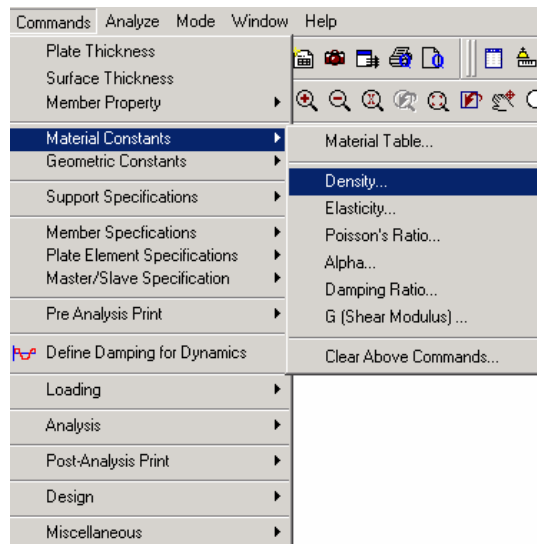 Commands Analyze Mode Window Help
Plate Thickness
Surface Thickness
Member Property
Material Constants
Geometric Constants
Support Specifications
Member Specfications
Plate Element Specifications
Master/Slave Specification
Pre Analysis Print
Define Damping for Dynamics
Loading
Analysis
Post-Analysis Print
Design
Miscellaneous
Material Table...
Density...
Elasticity...
Poisson's Ratio...
Alpha...
Damping Ratio...
G (Shear Modulus) ...
Clear Above Commands...